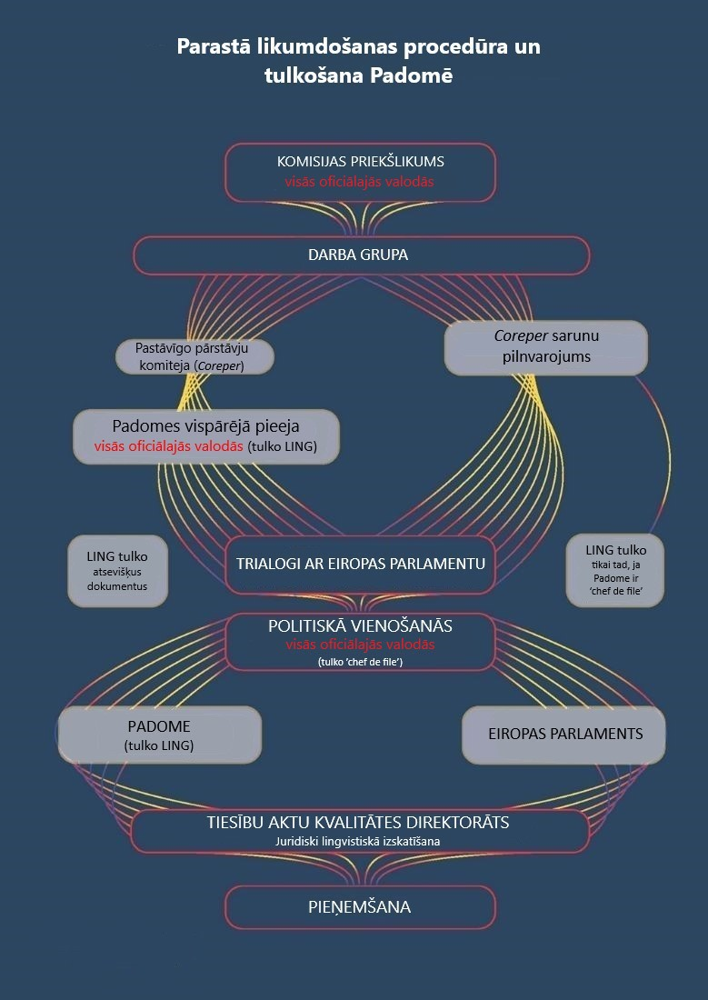 Parastā likumdošanas procedūra un
tulkošana Padomē
KOMISIJAS PRIEKŠLIKUMS
visās oficiālajās valodās
DARBA GRUPA
Pastāvīgo pārstāvju
komiteja (Coreper)
Coreper sarunu
pilnvarojums
Padomes vispārējā pieeja
visās oficiālajās valodās (tulko LING)
LING tulko
atsevišķus
dokumentus
TRIALOGI AR EIROPAS PARLAMENTU
LING tulko
tikai tad, ja
Padome ir
‘chef de file’
POLITISKĀ VIENOŠANĀS
visās oficiālajās valodās
(tulko ‘chef de file’)
PADOME
(tulko LING)
EIROPAS PARLAMENTS
TIESĪBU AKTU KVALITĀTES DIREKTORĀTS
Juridiski lingvistiskā izskatīšana
PIEŅEMŠANA